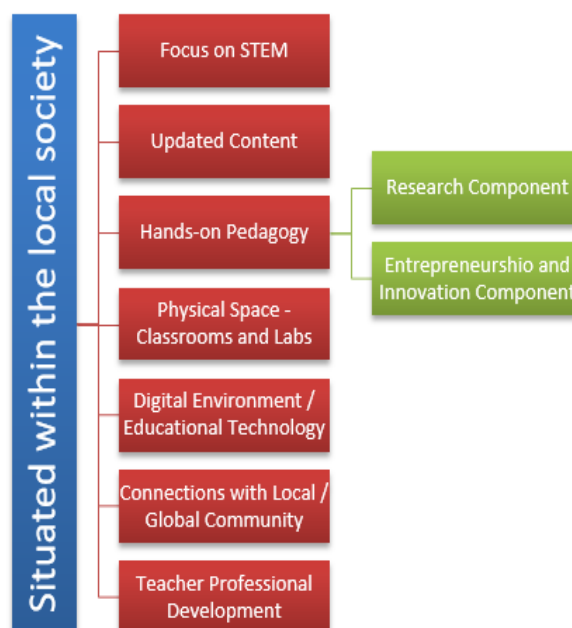 Situated within the local society
Focus on STEM
Updated Content
Hands-on Pedagogy
Physical Space -
Classrooms and Labs
Digital Environment /
Educational Technology
Connections with Local /
Global Community
Teacher Professional
Development
Research Component
Entrepreneurshio and
Innovation Component